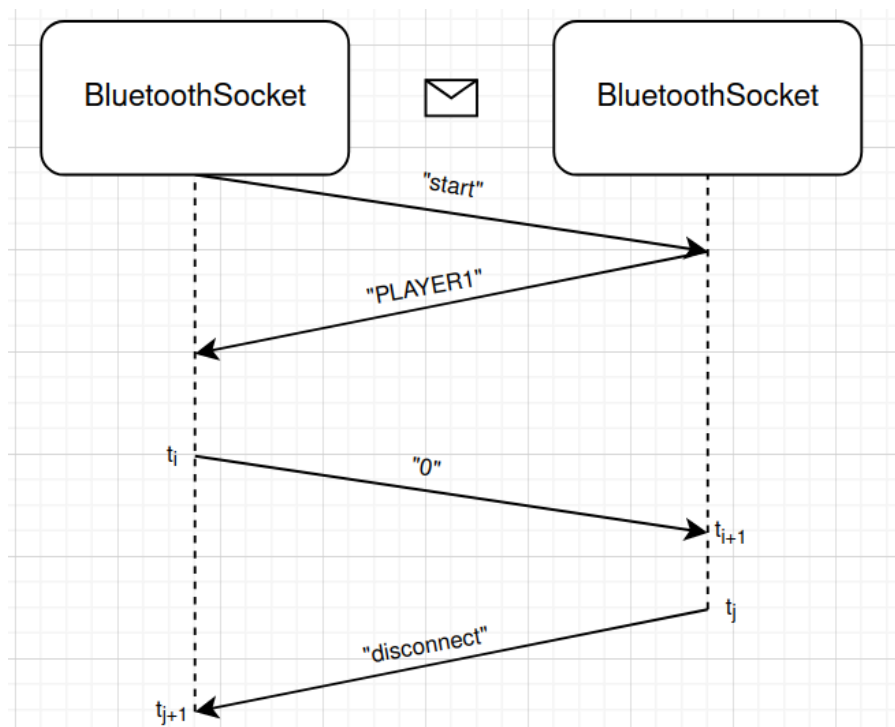 BluetoothSocket
BluetoothSocket
"start"
"PLAYER1"
tᵢ
"0"
tᵢ₊₁
tⱼ
"disconnect"
tⱼ₊₁